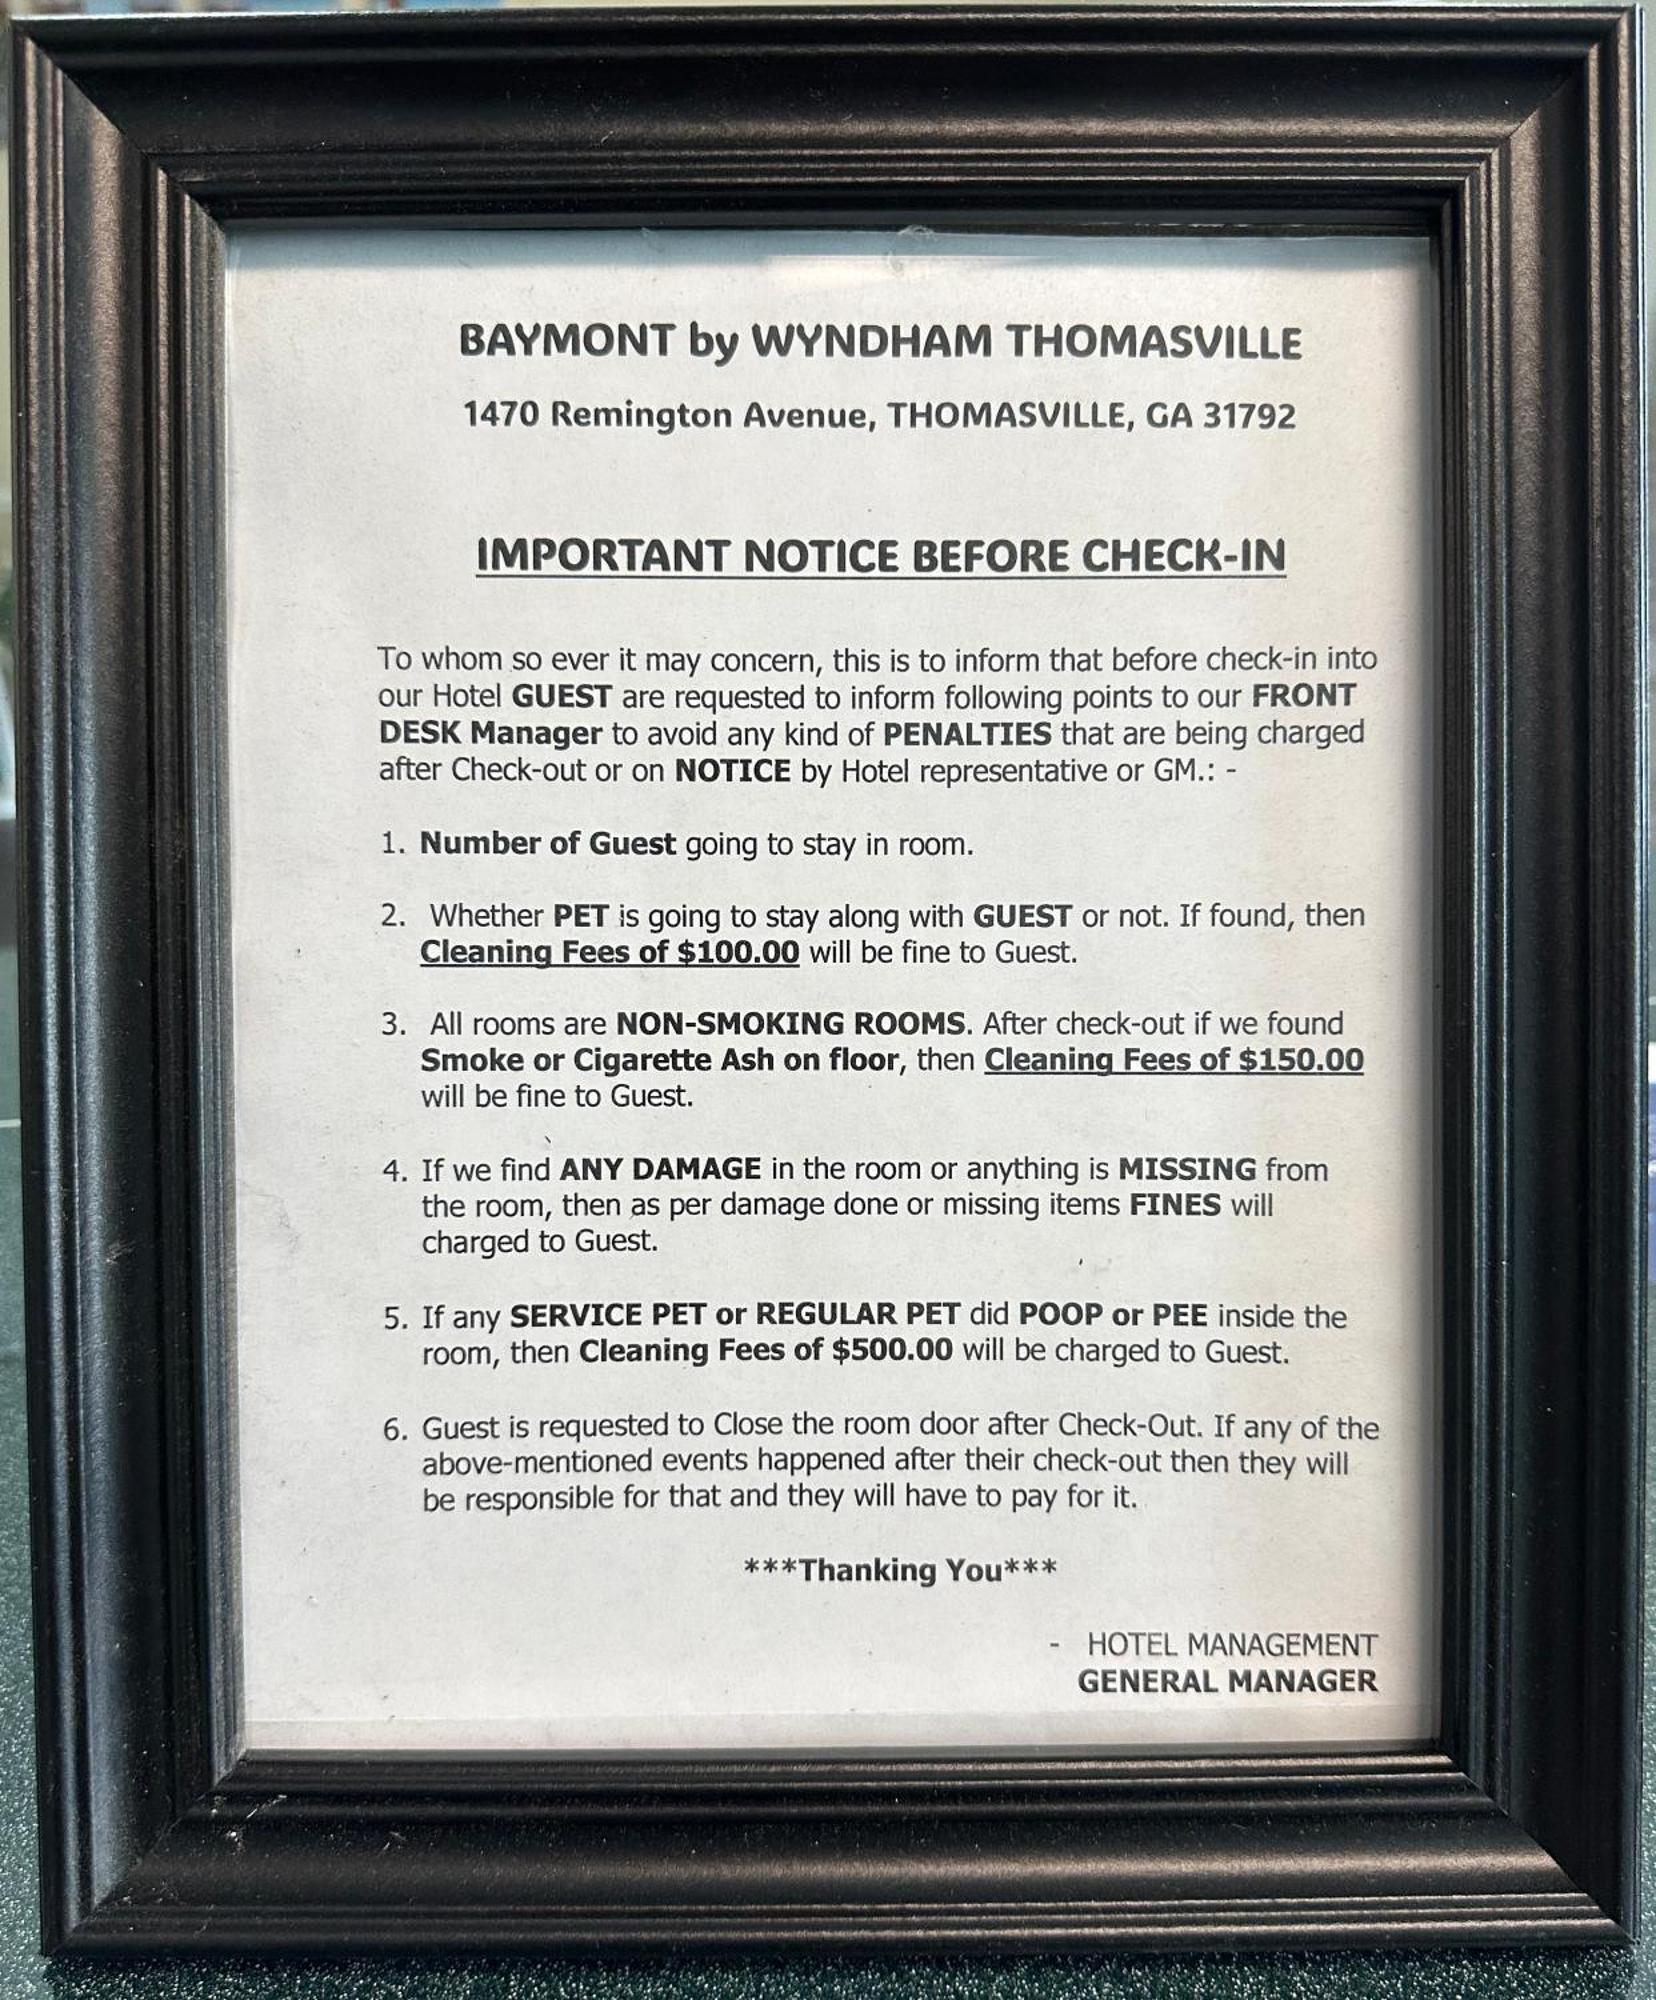 BAYMONT by WYNDHAM THOMASVILLE
1470 Remington Avenue, THOMASVILLE, GA 31792
IMPORTANT NOTICE BEFORE CHECK-IN
To whom so ever it may concern, this is to inform that before check-in into
our Hotel GUEST are requested to inform following points to our FRONT
DESK Manager to avoid any kind of PENALTIES that are being charged
after Check-out or on NOTICE by Hotel representative or GM.: -
1. Number of Guest going to stay in room.
2. Whether PET is going to stay along with GUEST or not. If found, then
Cleaning Fees of $100.00 will be fine to Guest.
3. All rooms are NON-SMOKING ROOMS. After check-out if we found
Smoke or Cigarette Ash on floor, then Cleaning Fees of $150.00
will be fine to Guest.
4. If we find ANY DAMAGE in the room or anything is MISSING from
the room, then as per damage done or missing items FINES will
charged to Guest.
5. If any SERVICE PET or REGULAR PET did POOP or PEE inside the
room, then Cleaning Fees of $500.00 will be charged to Guest.
6. Guest is requested to Close the room door after Check-Out. If any of the
above-mentioned events happened after their check-out then they will
be responsible for that and they will have to pay for it.
***Thanking You***
- HOTEL MANAGEMENT
GENERAL MANAGER